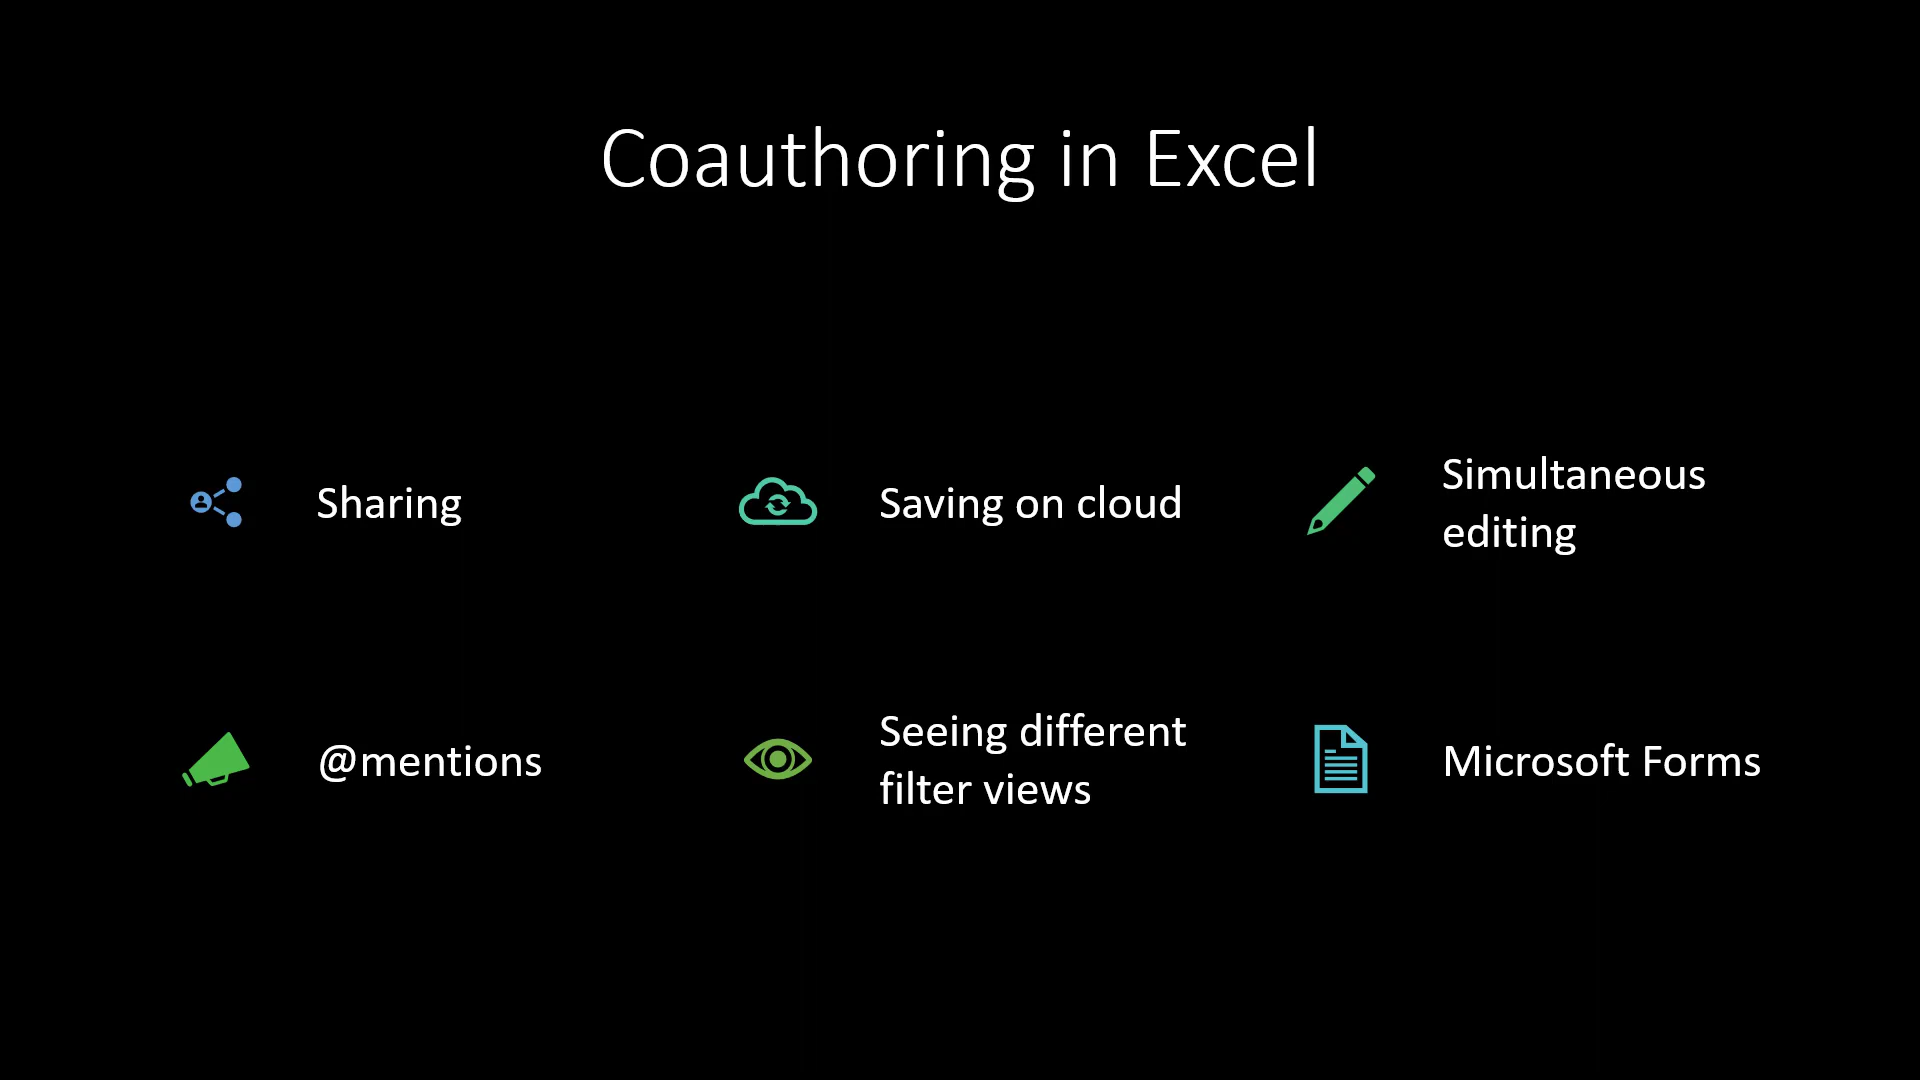 Coauthoring in Excel
Sharing
Saving on cloud
Simultaneous
editing
@mentions
Seeing different
filter views
Microsoft Forms